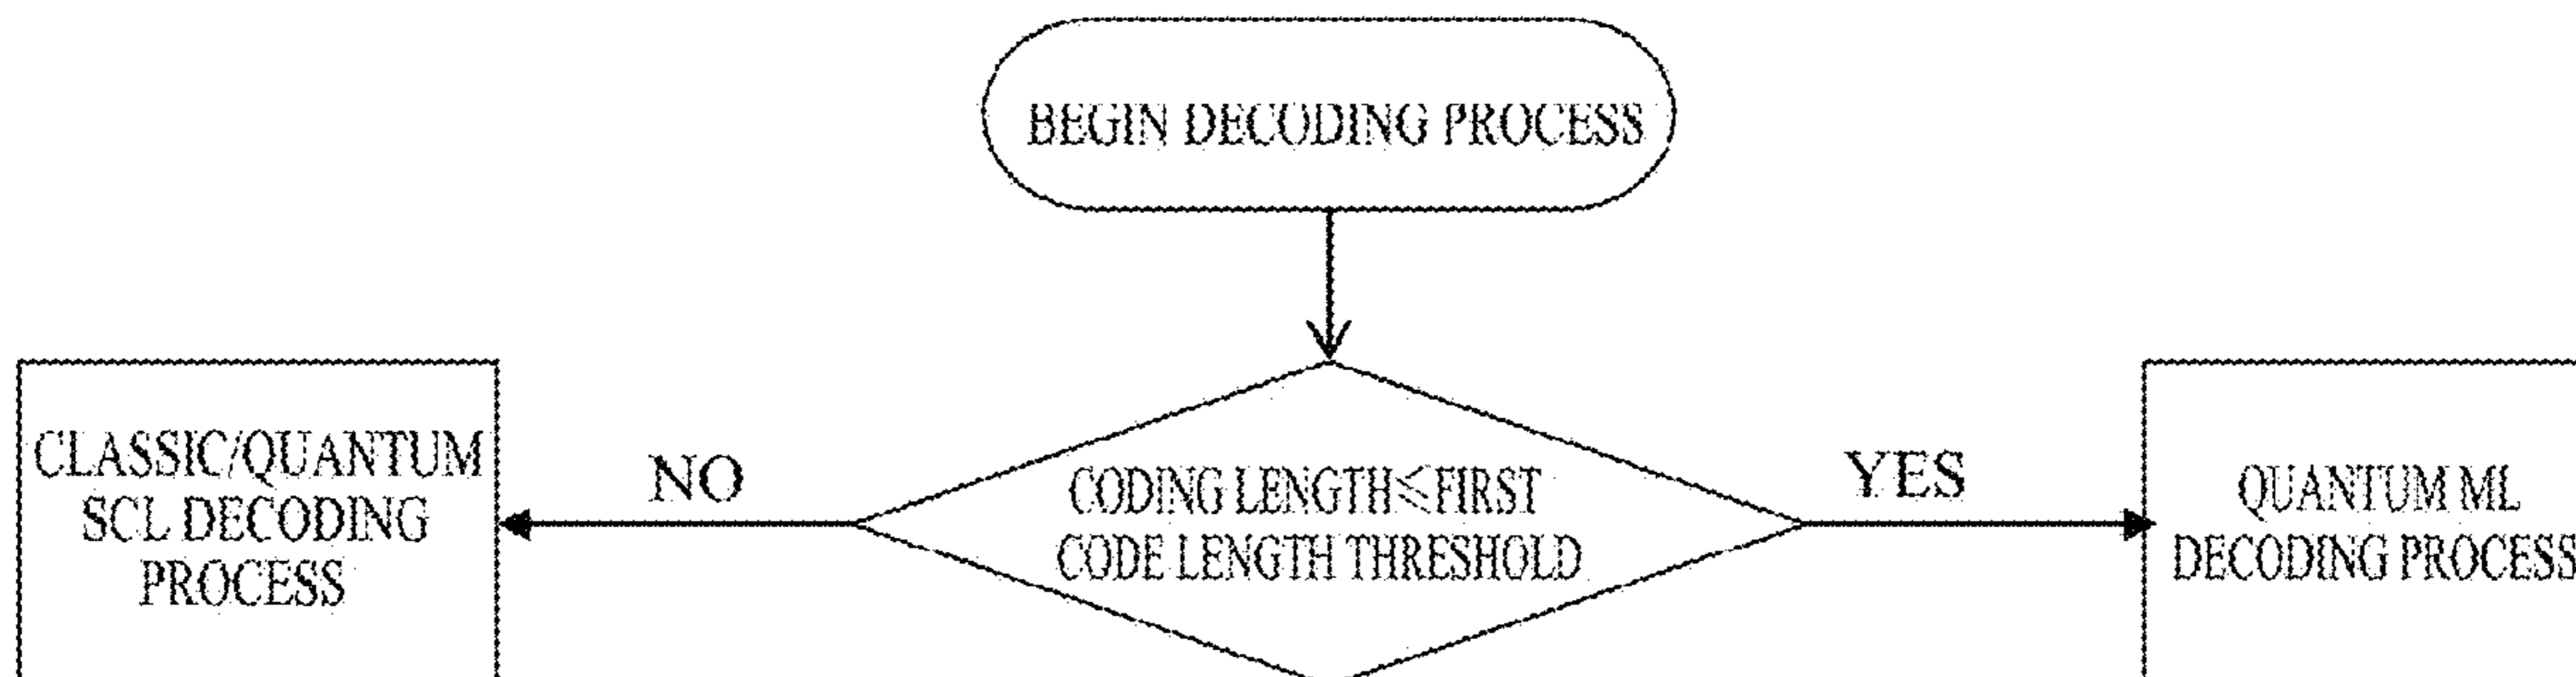 BEGIN DECODING PROCESS
CLASSIC/QUANTUM
SCL DECODING
PROCESS
NO
CODING LENGTH⩽FIRST
CODE LENGTH THRESHOLD
YES
QUANTUM ML
DECODING PROCESS